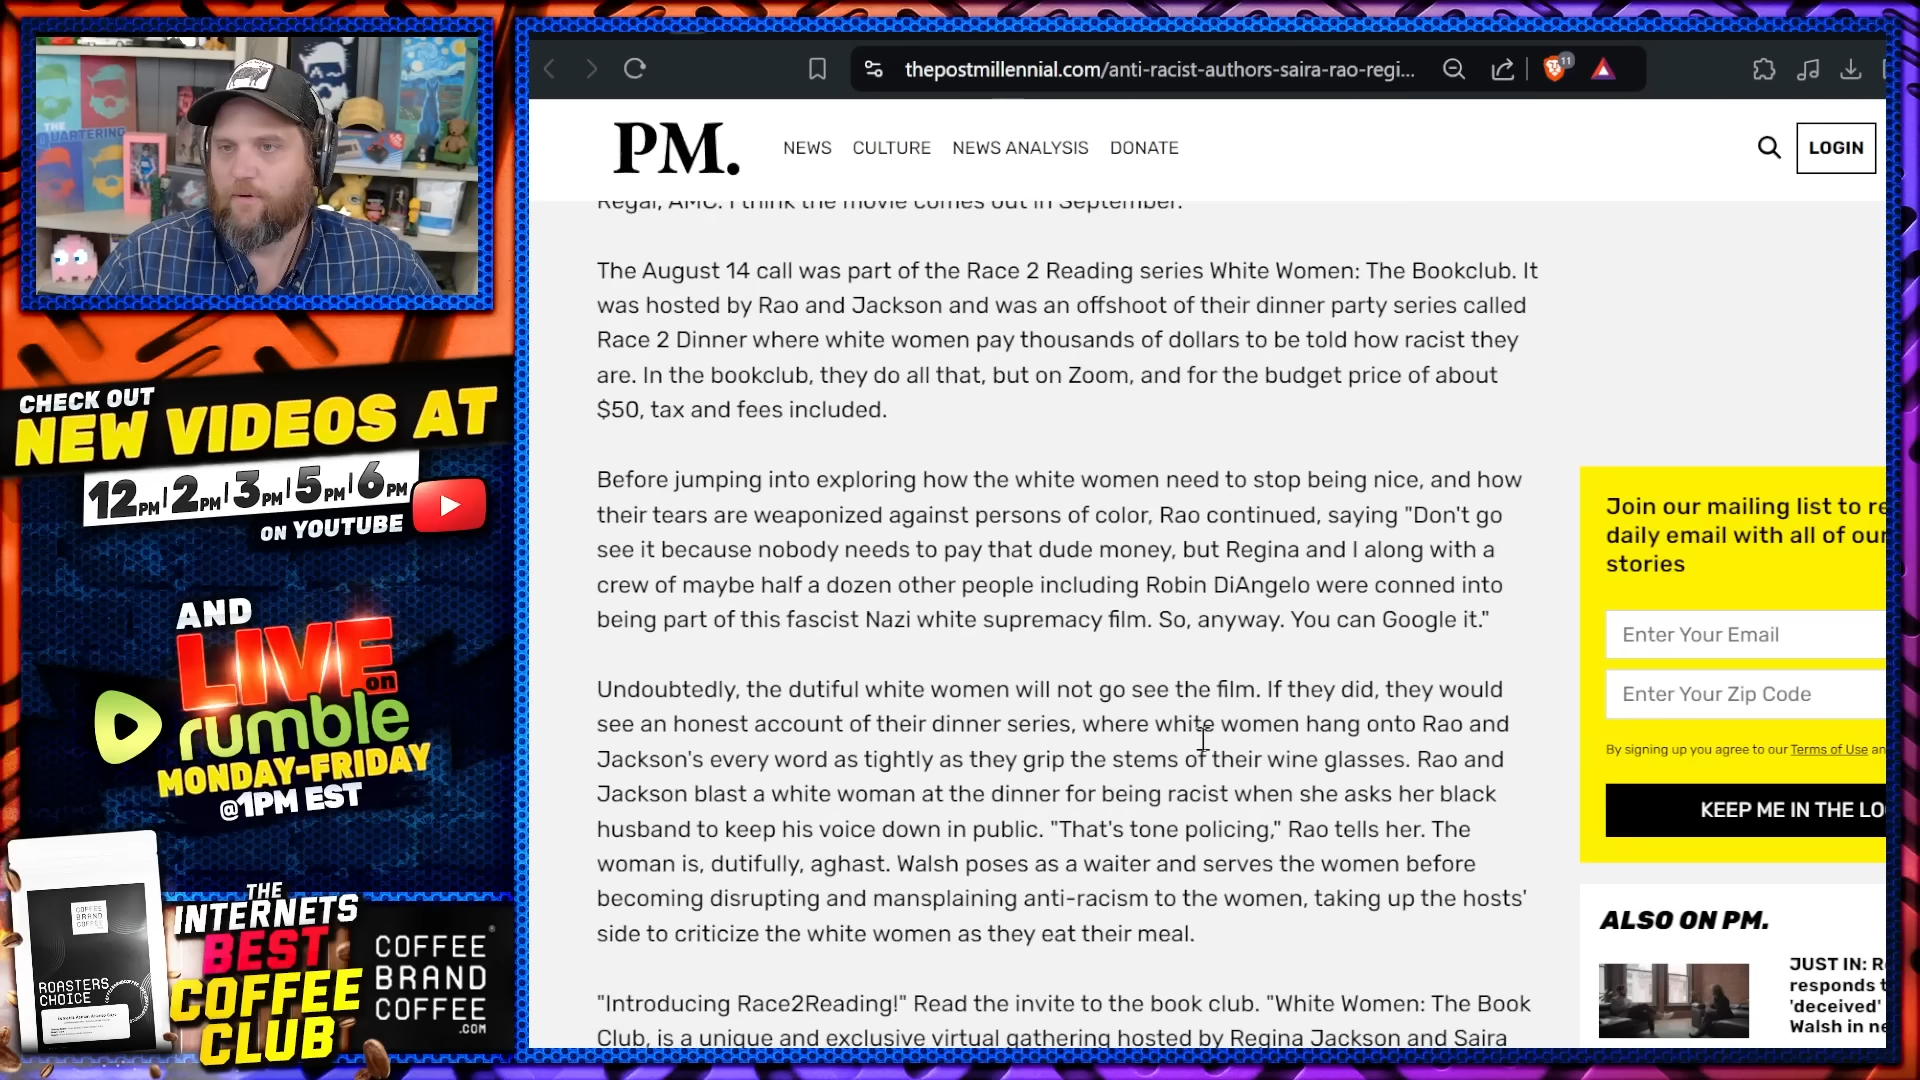 THE
QUARTERING
CHECK OUT
NEW VIDEOS AT
12PM | 2PM | 3PM | 5PM | 6PM
ON YOUTUBE
AND
LIVE
on
rumble
MONDAY-FRIDAY
@1PM EST
THE
INTERNETS
BEST
COFFEE
CLUB
COFFEE
BRAND
COFFEE
.COM
COFFEE
BRAND
COFFEE
ROASTERS
CHOICE
thepostmillennial.com/anti-racist-authors-saira-rao-regi...
11
PM.
NEWS CULTURE NEWS ANALYSIS DONATE
LOGIN
Regal, AMC. I think the movie comes out in September.
The August 14 call was part of the Race 2 Reading series White Women: The Bookclub. It
was hosted by Rao and Jackson and was an offshoot of their dinner party series called
Race 2 Dinner where white women pay thousands of dollars to be told how racist they
are. In the bookclub, they do all that, but on Zoom, and for the budget price of about
$50, tax and fees included.
Before jumping into exploring how the white women need to stop being nice, and how
their tears are weaponized against persons of color, Rao continued, saying "Don't go
see it because nobody needs to pay that dude money, but Regina and I along with a
crew of maybe half a dozen other people including Robin DiAngelo were conned into
being part of this fascist Nazi white supremacy film. So, anyway. You can Google it."
Undoubtedly, the dutiful white women will not go see the film. If they did, they would
see an honest account of their dinner series, where white women hang onto Rao and
Jackson's every word as tightly as they grip the stems of their wine glasses. Rao and
Jackson blast a white woman at the dinner for being racist when she asks her black
husband to keep his voice down in public. "That's tone policing," Rao tells her. The
woman is, dutifully, aghast. Walsh poses as a waiter and serves the women before
becoming disrupting and mansplaining anti-racism to the women, taking up the hosts'
side to criticize the white women as they eat their meal.
"Introducing Race2Reading!" Read the invite to the book club. "White Women: The Book
Club, is a unique and exclusive virtual gathering hosted by Regina Jackson and Saira
Join our mailing list to re
daily email with all of our
stories
Enter Your Email
Enter Your Zip Code
By signing up you agree to our Terms of Use an
KEEP ME IN THE LO
ALSO ON PM.
JUST IN: R
responds t
'deceived'
Walsh in ne